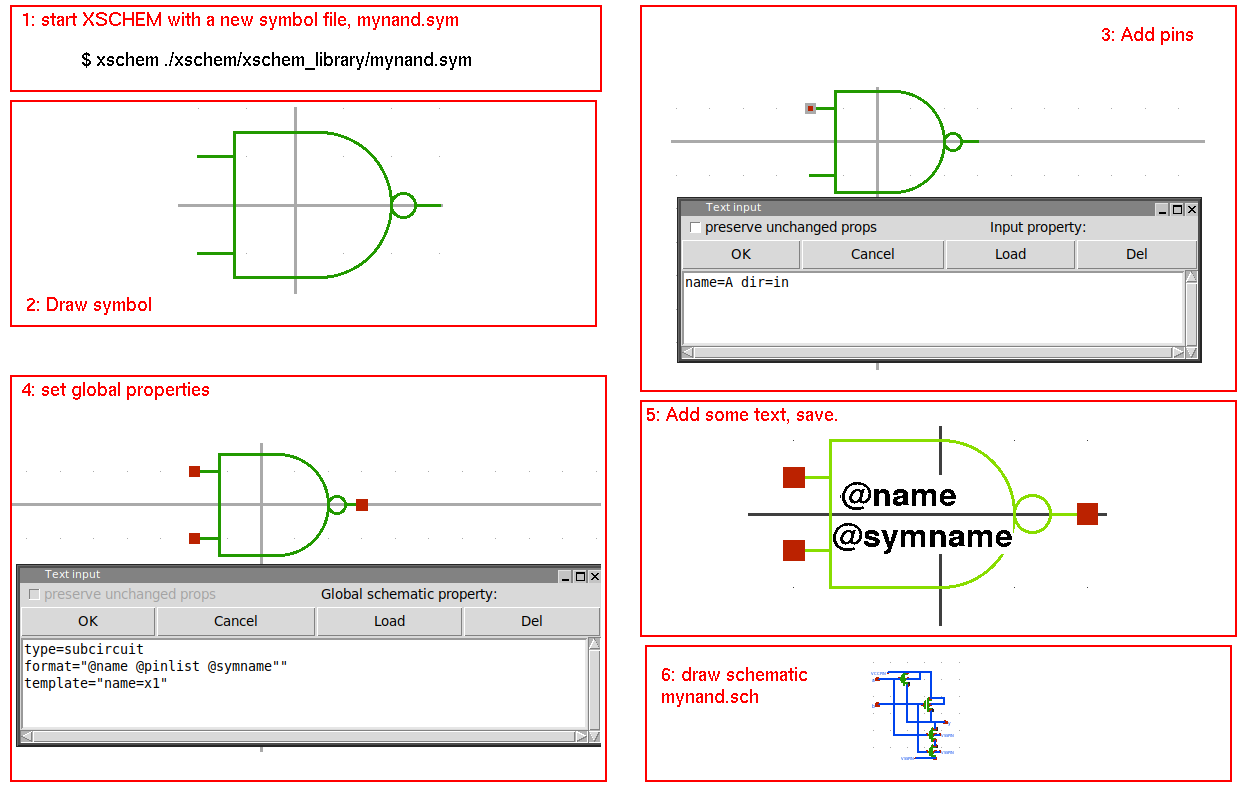 1: start XSCHEM with a new symbol file, mynand.sym
$ xschem ./xschem/xschem_library/mynand.sym
2: Draw symbol
3: Add pins
Text input
preserve unchanged props Input property:
OK Cancel Load Del
name=A dir=in
4: set global properties
Text input
preserve unchanged props Global schematic property:
OK Cancel Load Del
type=subcircuit
format="@name @pinlist @symname""
template="name=x1"
5: Add some text, save.
@name
@symname
6: draw schematic
mynand.sch